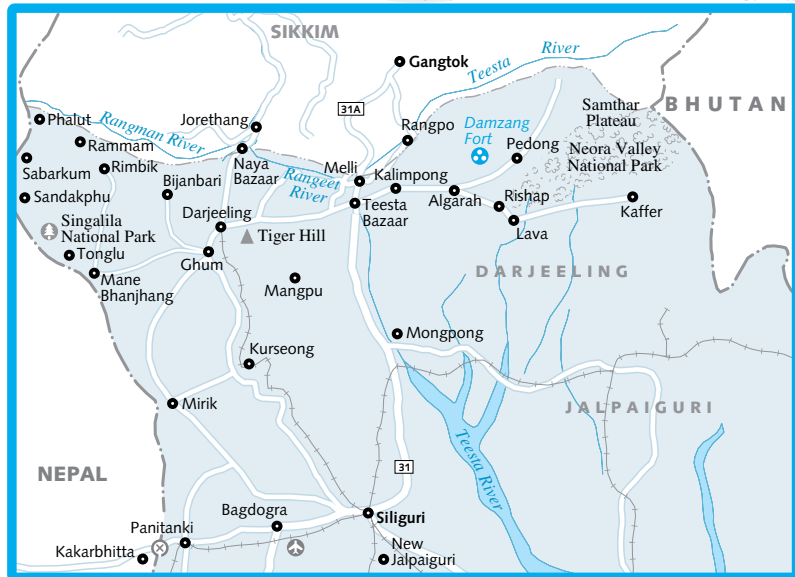 SIKKIM
Gangtok
Teesta
River
31A
BHUTAN
Samthar
Plateau
Phalut
Jorethang
Rangman River
Rammam
Rangpo
Damzang
Fort
Pedong
Neora Valley
National Park
Sabarkum
Rimbik
Naya
Bazaar
Rangeet
River
Melli
Kalimpong
Bijanbari
Sandakphu
Algarah
Rishap
Kaffer
Darjeeling
Teesta
Bazaar
Lava
Singalila
National Park
Tiger Hill
Tonglu
Ghum
DARJEELING
Mane
Bhanjhang
Mangpu
Mongpong
Kurseong
Mirik
JALPAIGURI
Teesta River
NEPAL
31
Bagdogra
Siliguri
Panitanki
Kakarbhitta
New
Jalpaiguri